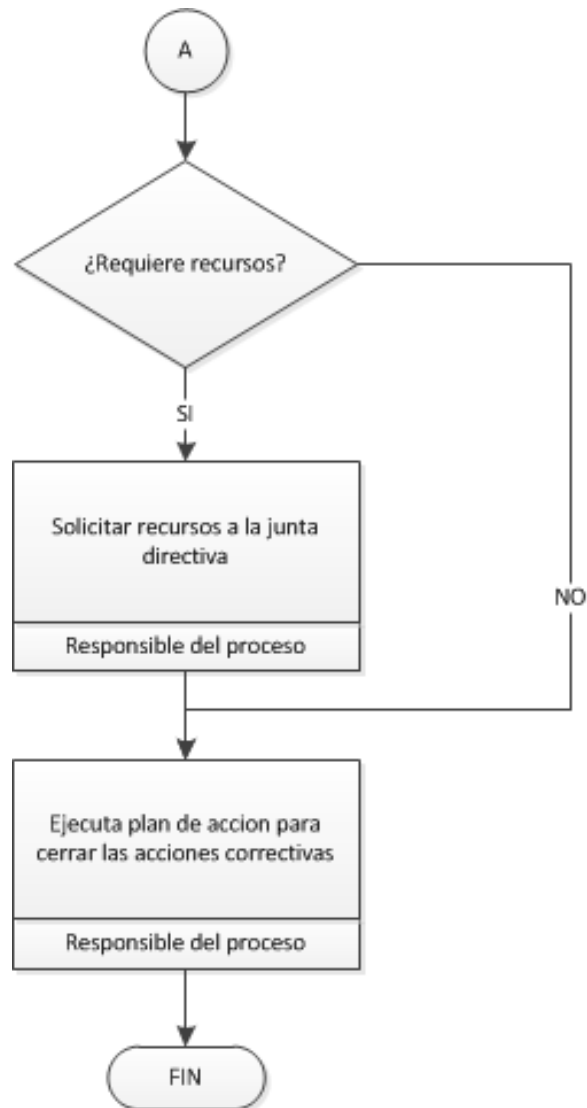 A
¿Requiere recursos?
SI
Solicitar recursos a la junta
directiva
NO
Responsible del proceso
Ejecuta plan de accion para
cerrar las acciones correctivas
Responsible del proceso
FIN